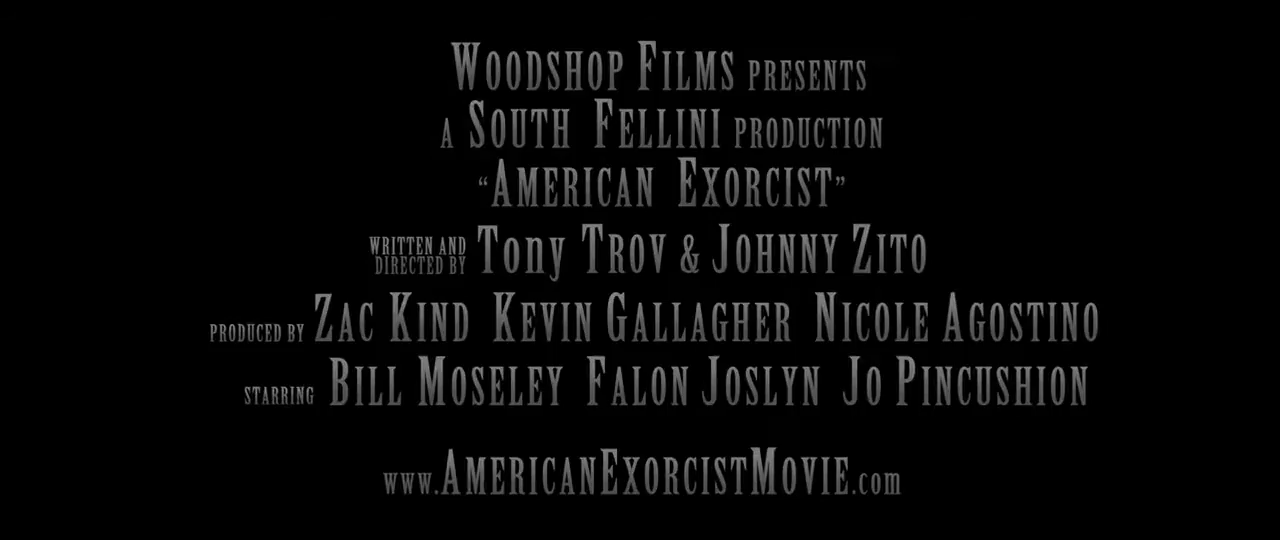 WOODSHOP FILMS PRESENTS
A SOUTH FELLINI PRODUCTION
“AMERICAN EXORCIST”
WRITTEN AND DIRECTED BY Tony TROV & JOHNNY ZITO
PRODUCED BY ZAC KIND KEVIN GALLAGHER NICOLE AGOSTINO
STARRING BILL MOSELEY FALON JOSLYN JO PINCUSHION
www.AMERICANEXORCISTMOVIE.com